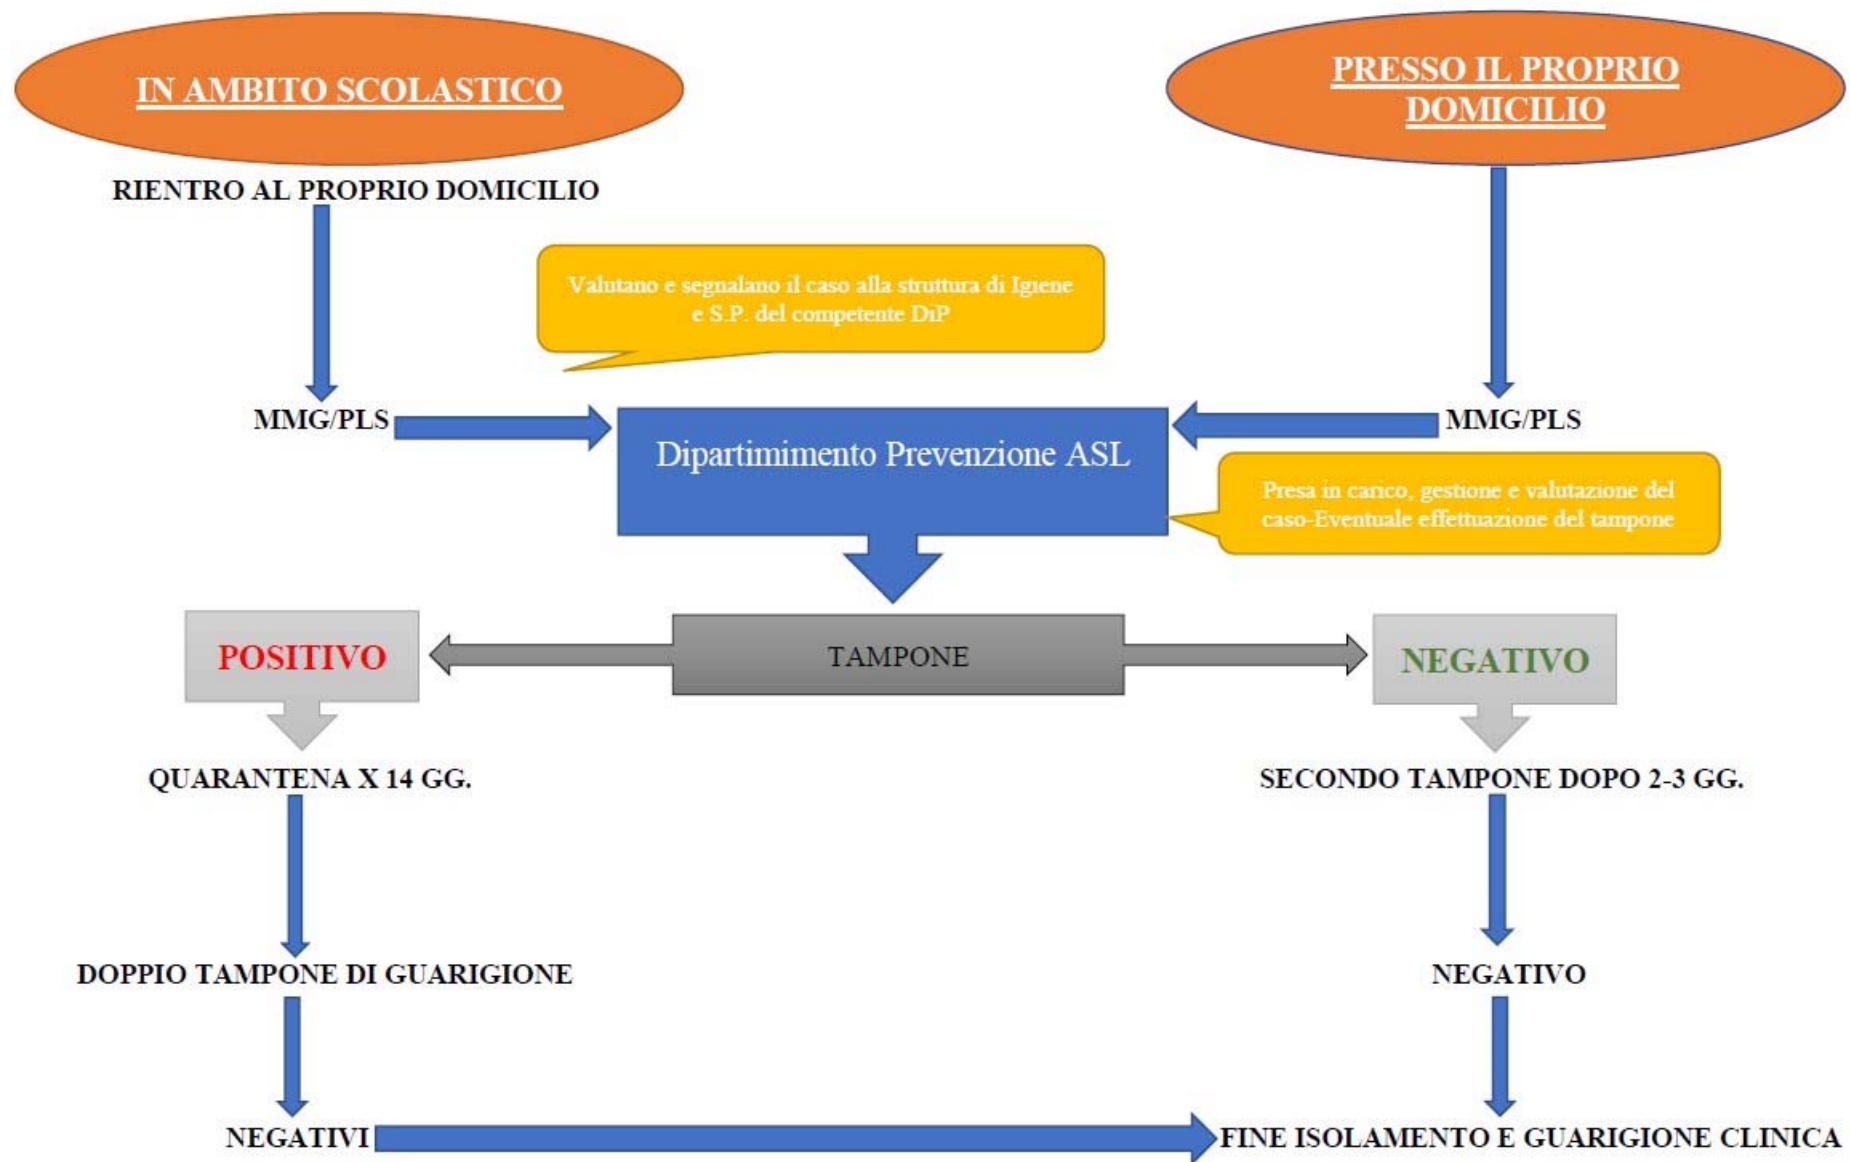 IN AMBITO SCOLASTICO
PRESSO IL PROPRIO
DOMICILIO
RIENTRO AL PROPRIO DOMICILIO
Valutano e segnalano il caso alla struttura di Igiene
e S.P. del competente DiP
MMG/PLS
MMG/PLS
Dipartimimento Prevenzione ASL
Presa in carico, gestione e valutazione del
caso-Eventuale effettuazione del tampone
POSITIVO
TAMPONE
NEGATIVO
QUARANTENA X 14 GG.
SECONDO TAMPONE DOPO 2-3 GG.
DOPPIO TAMPONE DI GUARIGIONE
NEGATIVO
NEGATIVI
FINE ISOLAMENTO E GUARIGIONE CLINICA